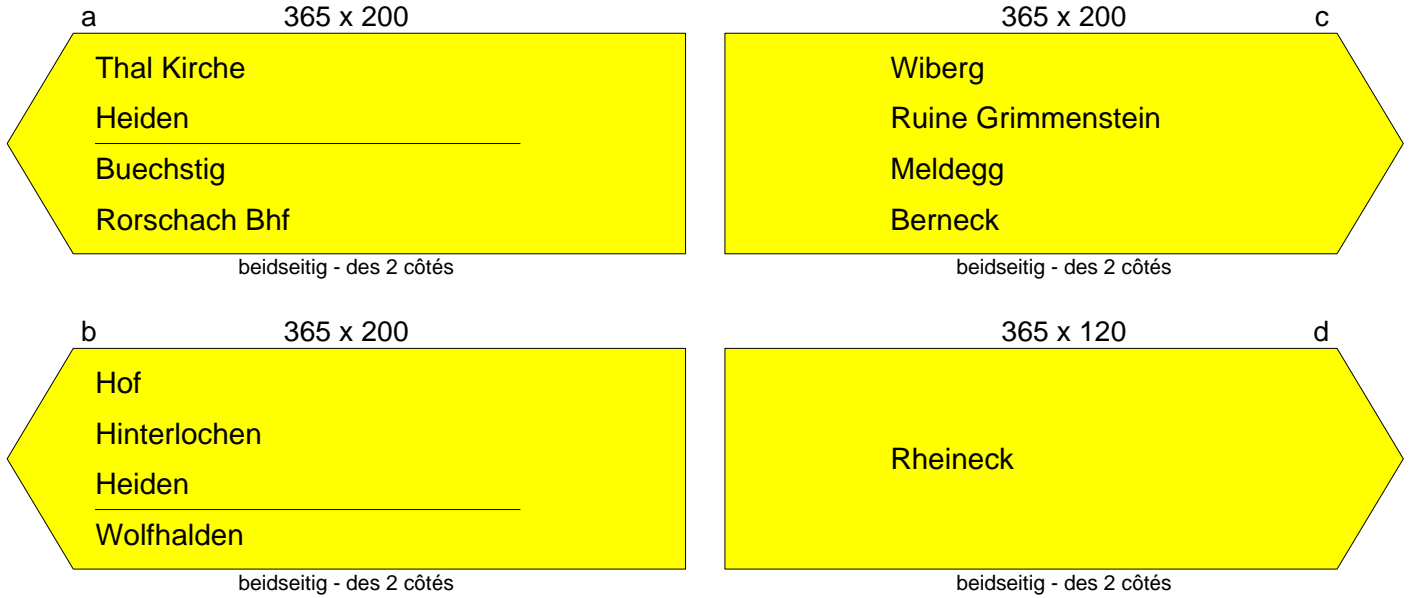 a 365 x 200
Thal Kirche
Heiden
Buechstig
Rorschach Bhf
beidseitig - des 2 côtés
365 x 200 c
Wiberg
Ruine Grimmenstein
Meldegg
Berneck
beidseitig - des 2 côtés
b 365 x 200
Hof
Hinterlochen
Heiden
Wolfhalden
beidseitig - des 2 côtés
365 x 120 d
Rheineck
beidseitig - des 2 côtés